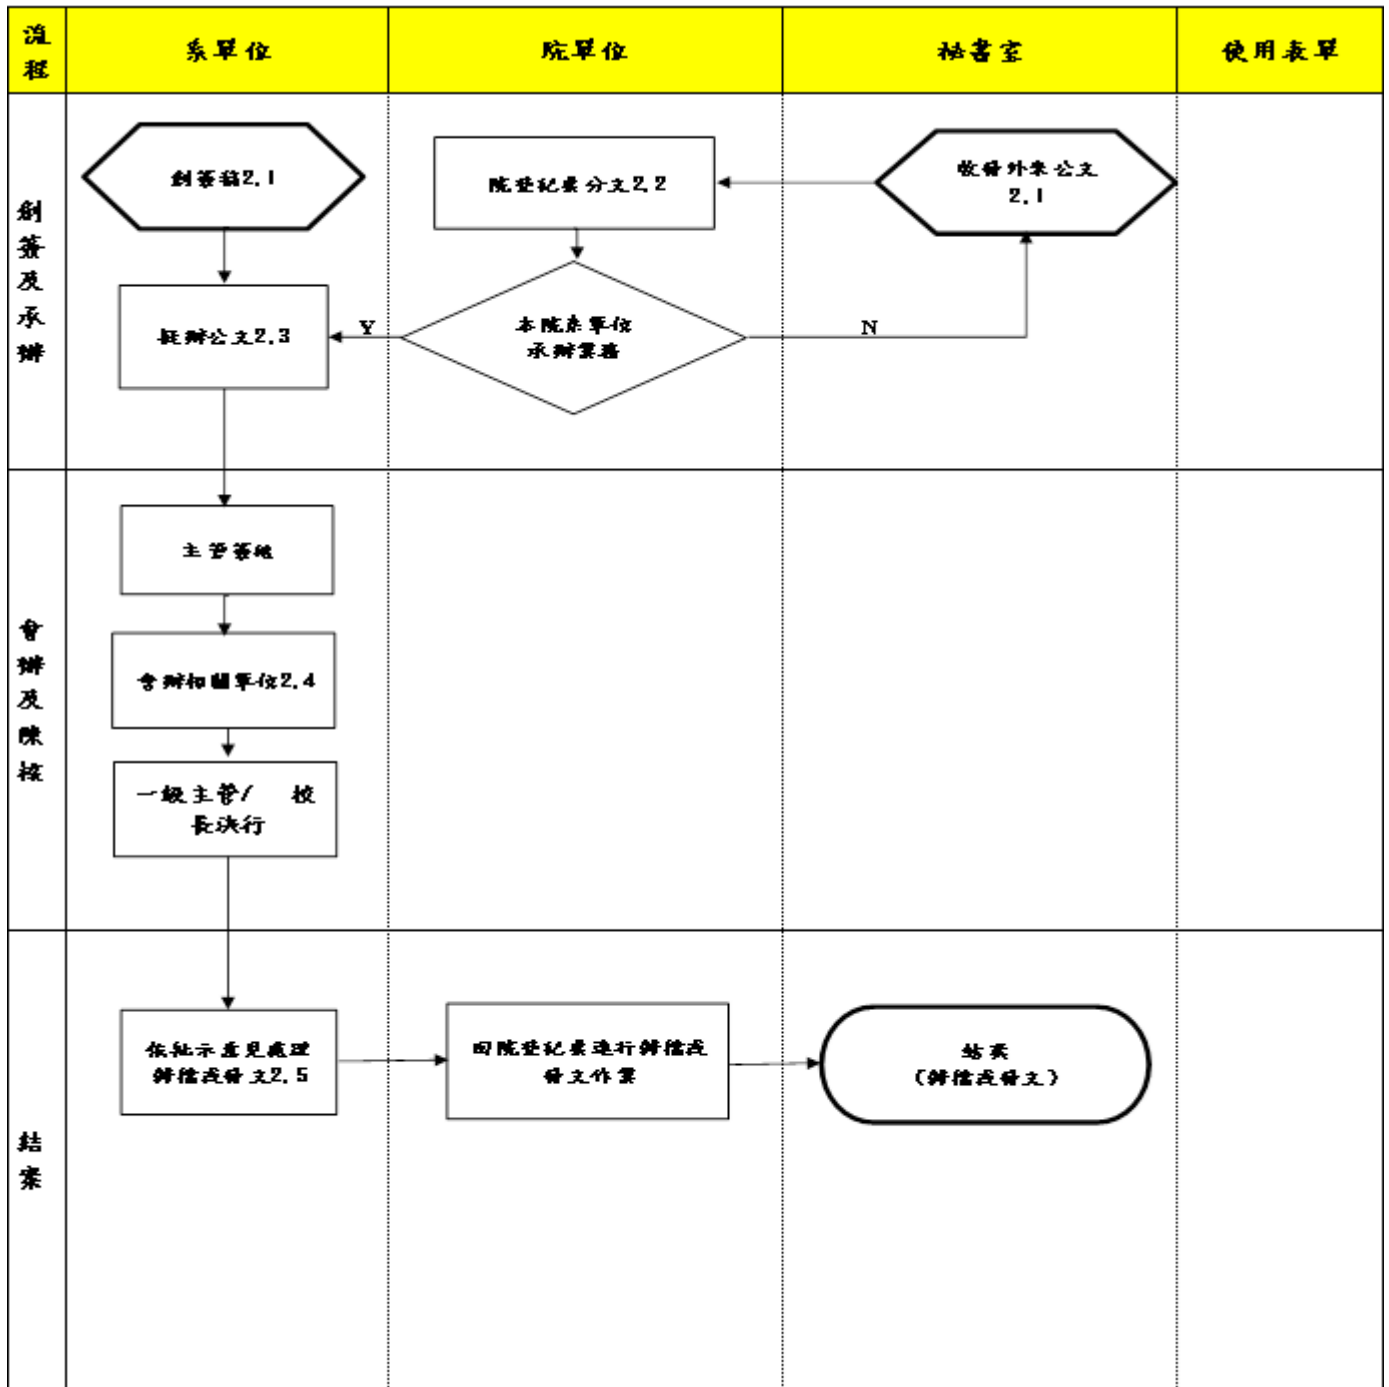 流程
系單位
院單位
秘書室
使用表單
創簽及承辦
創簽稿2.1
院登記桌分文2.2
收發外來公文
2.1
擬辦公文2.3
Y
本院系單位
承辦業務
N
會辦及陳核
主管簽核
會辦相關單位2.4
一級主管/ 校
長決行
結案
依批示意見處理
歸檔或發文2.5
回院登記桌進行歸檔或
發文作業
結案
(歸檔或發文)